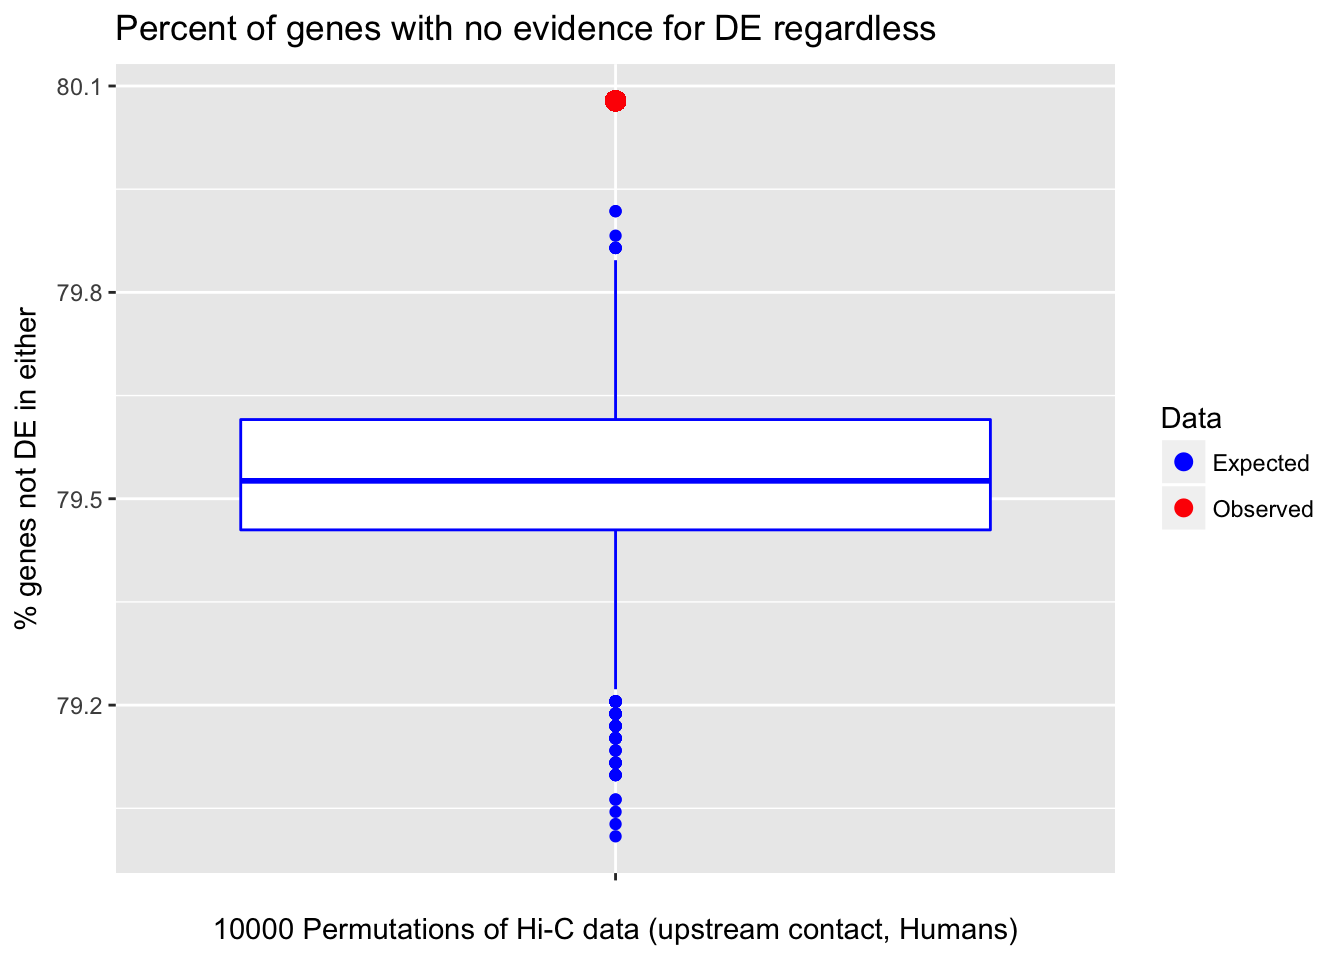 Percent of genes with no evidence for DE regardless
80.1
79.8
79.5
79.2
% genes not DE in either
10000 Permutations of Hi-C data (upstream contact, Humans)
Data
Expected
Observed